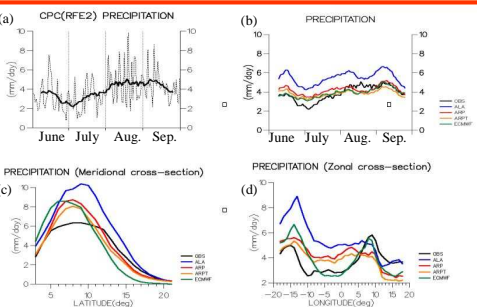 (a) CPC(RFE2) PRECIPITATION
10 10
8 8
6 6
4 4
2 2
0 0
(mm/day)
June July Aug. Sep.
(b) PRECIPITATION
10 10
8 8
6 6
4 4
2 2
0 0
(mm/day)
OBS
ALA
ARP
ARPT
ECMWF
June July Aug. Sep.
PRECIPITATION (Meridional cross-section)
(c)
10
8
6
4
2
0
(mm/day)
OBS
ALA
ARP
ARPT
ECMWF
5 10 15 20
LATITUDE(deg)
PRECIPITATION (Zonal cross-section)
(d)
10
8
6
4
2
(mm/day)
OBS
ALA
ARP
ARPT
ECMWF
-20 -15 -10 -5 0 5 10 15 20
LONGITUDE(deg)